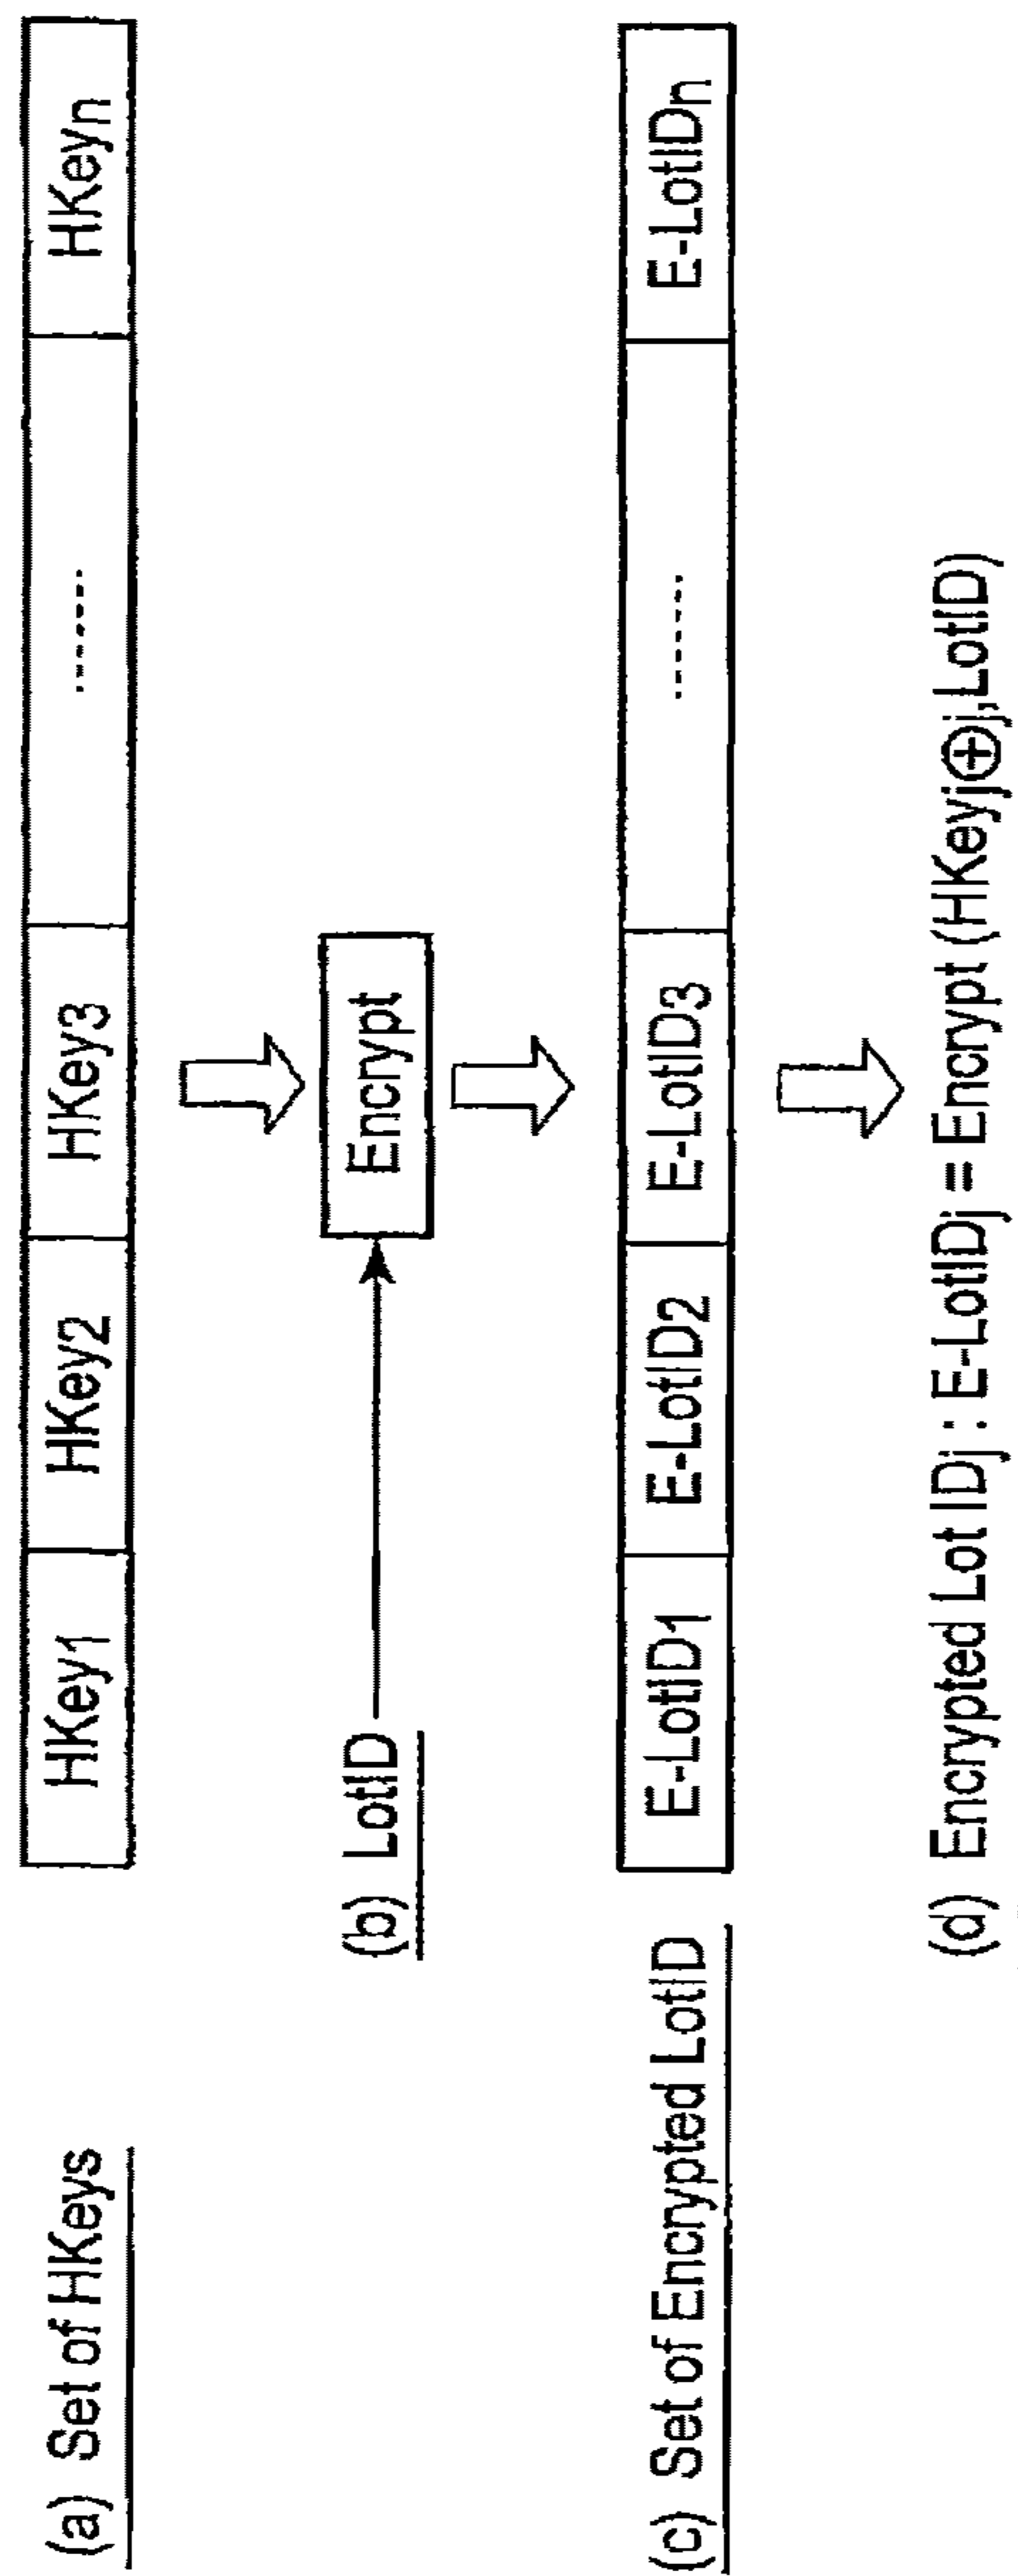 (a) Set of HKeys
HKey1 HKey2 HKey3 ....... HKeyn
(b) LotID
Encrypt
(c) Set of Encrypted LotID
E-LotID1 E-LotID2 E-LotID3 ....... E-LotIDn
(d) Encrypted Lot IDj : E-LotIDj = Encrypt (HKeyj⊕j,LotID)